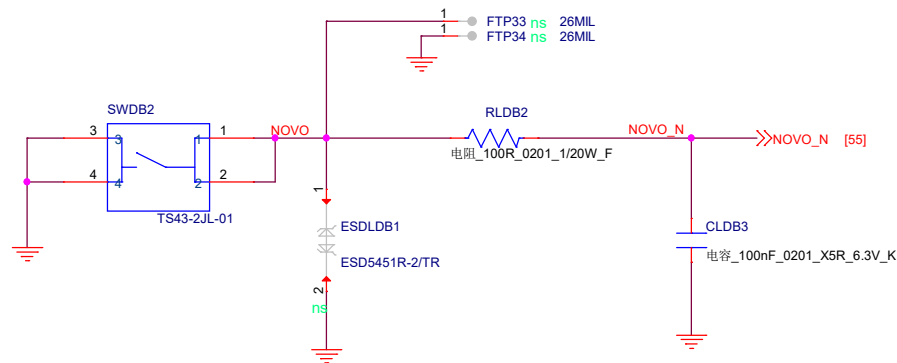 1 FTP33 ns 26MIL
1 FTP34 ns 26MIL
SWDB2
3 3 1 1
4 4 2 2
TS43-2JL-01
NOVO
RLDB2
电阻_100R_0201_1/20W_F
NOVO_N
NOVO_N [55]
1
ESDLDB1
ESD5451R-2/TR
2
ns
CLDB3
电容_100nF_0201_X5R_6.3V_K